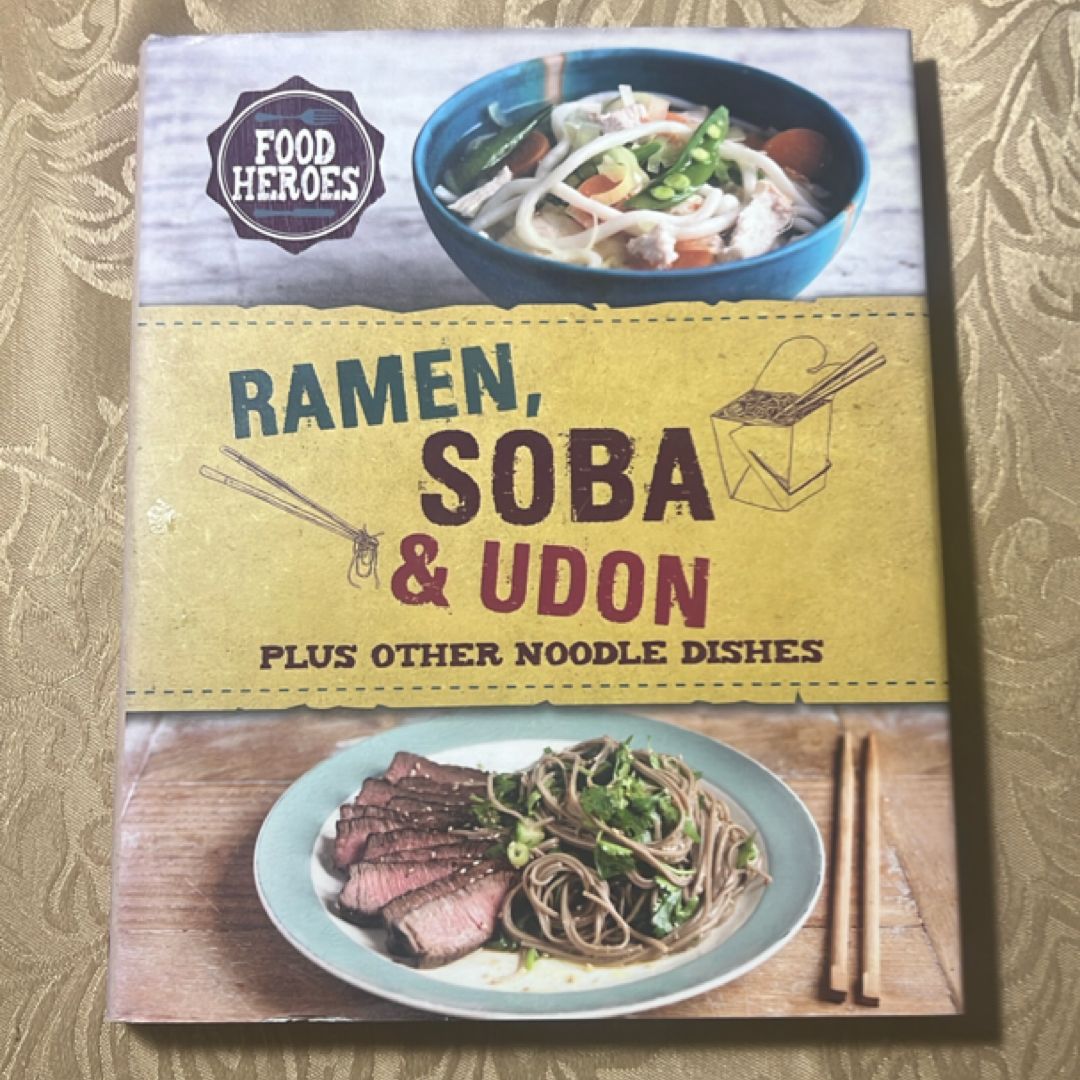 FOOD
HEROES
RAMEN,
SOBA
& UDON
PLUS OTHER NOODLE DISHES